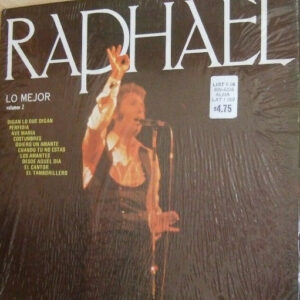 RAPHAEL
LO MEJOR
volumen 2
DIGAN LO QUE DIGAN
PERFIDIA
AVE MARIA
COSTUMBRES
QUIERO UN AMANTE
CUANDO TU NO ESTAS
LOS AMANTES
DESDE AQUEL DIA
EL CANTOR
EL TAMBORILLERO
$4.75